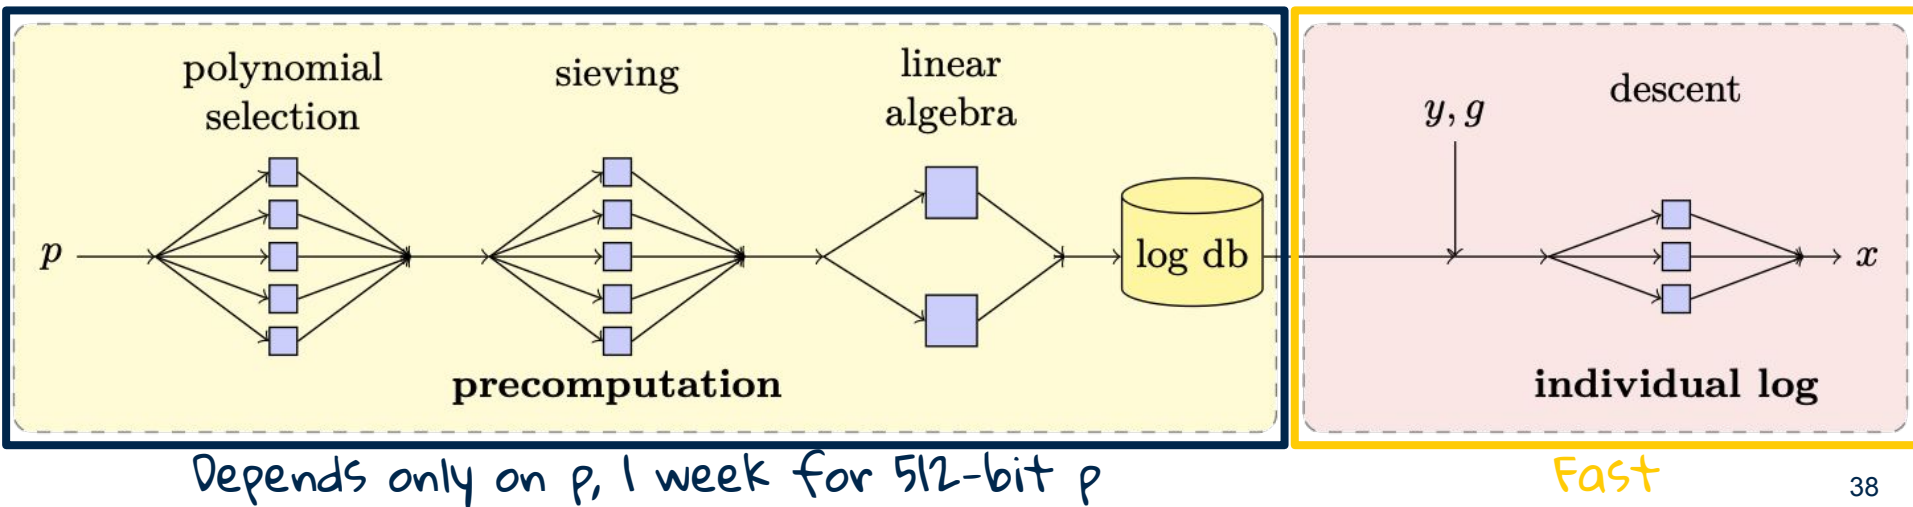 polynomial
selection
sieving
linear
algebra
p
log db
precomputation
y, g
descent
x
individual log
Depends only on p, 1 week for 512-bit p
Fast
38